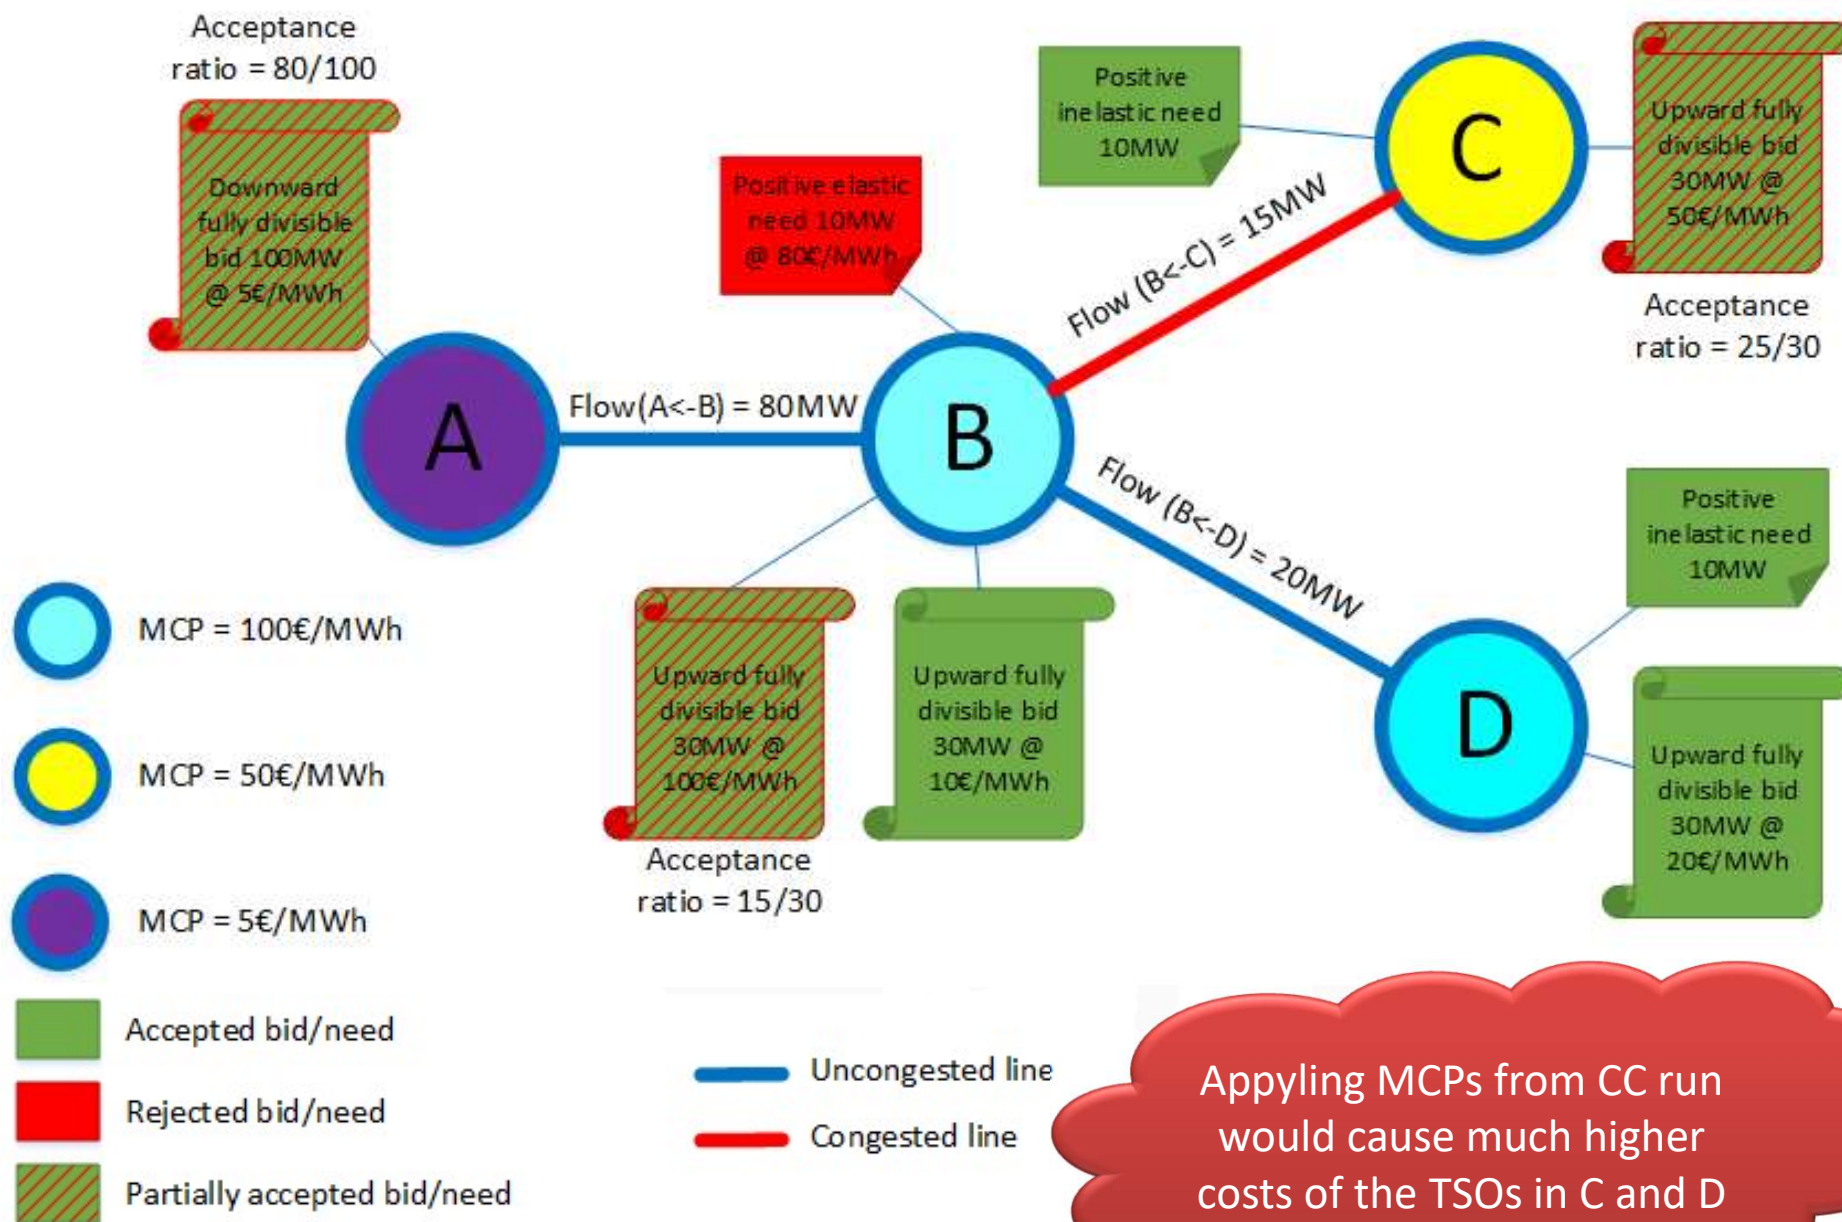 Acceptance
ratio = 80/100
Downward
fully divisible
bid 100MW
@ 5€/MWh
Positive elastic
need 10MW
@ 80€/MWh
Positive
inelastic need
10MW
C
Upward fully
divisible bid
30MW @
50€/MWh
Acceptance
ratio = 25/30
Flow (B<-C) = 15MW
A
Flow(A<-B) = 80MW
B
Flow (B<-D) = 20MW
Positive
inelastic need
10MW
D
Upward fully
divisible bid
30MW @
20€/MWh
Upward fully
divisible bid
30MW @
100€/MWh
Acceptance
ratio = 15/30
Upward fully
divisible bid
30MW @
10€/MWh
MCP = 100€/MWh
MCP = 50€/MWh
MCP = 5€/MWh
Accepted bid/need
Rejected bid/need
Partially accepted bid/need
Uncongested line
Congested line
Appyling MCPs from CC run
would cause much higher
costs of the TSOs in C and D